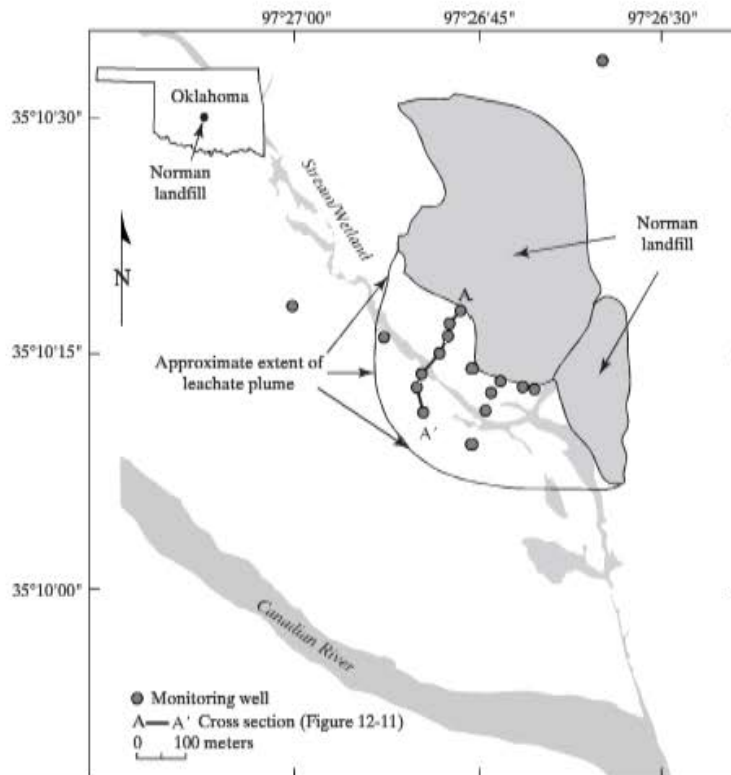 97°27'00"
97°26'45"
97°26'30"
35°10'30"
Oklahoma
Norman
landfill
Stream/Wetland
Norman
landfill
N
A
35°10'15"
Approximate extent of
leachate plume
A'
35°10'00"
Canadian River
Monitoring well
A A' Cross section (Figure 12-11)
0 100 meters